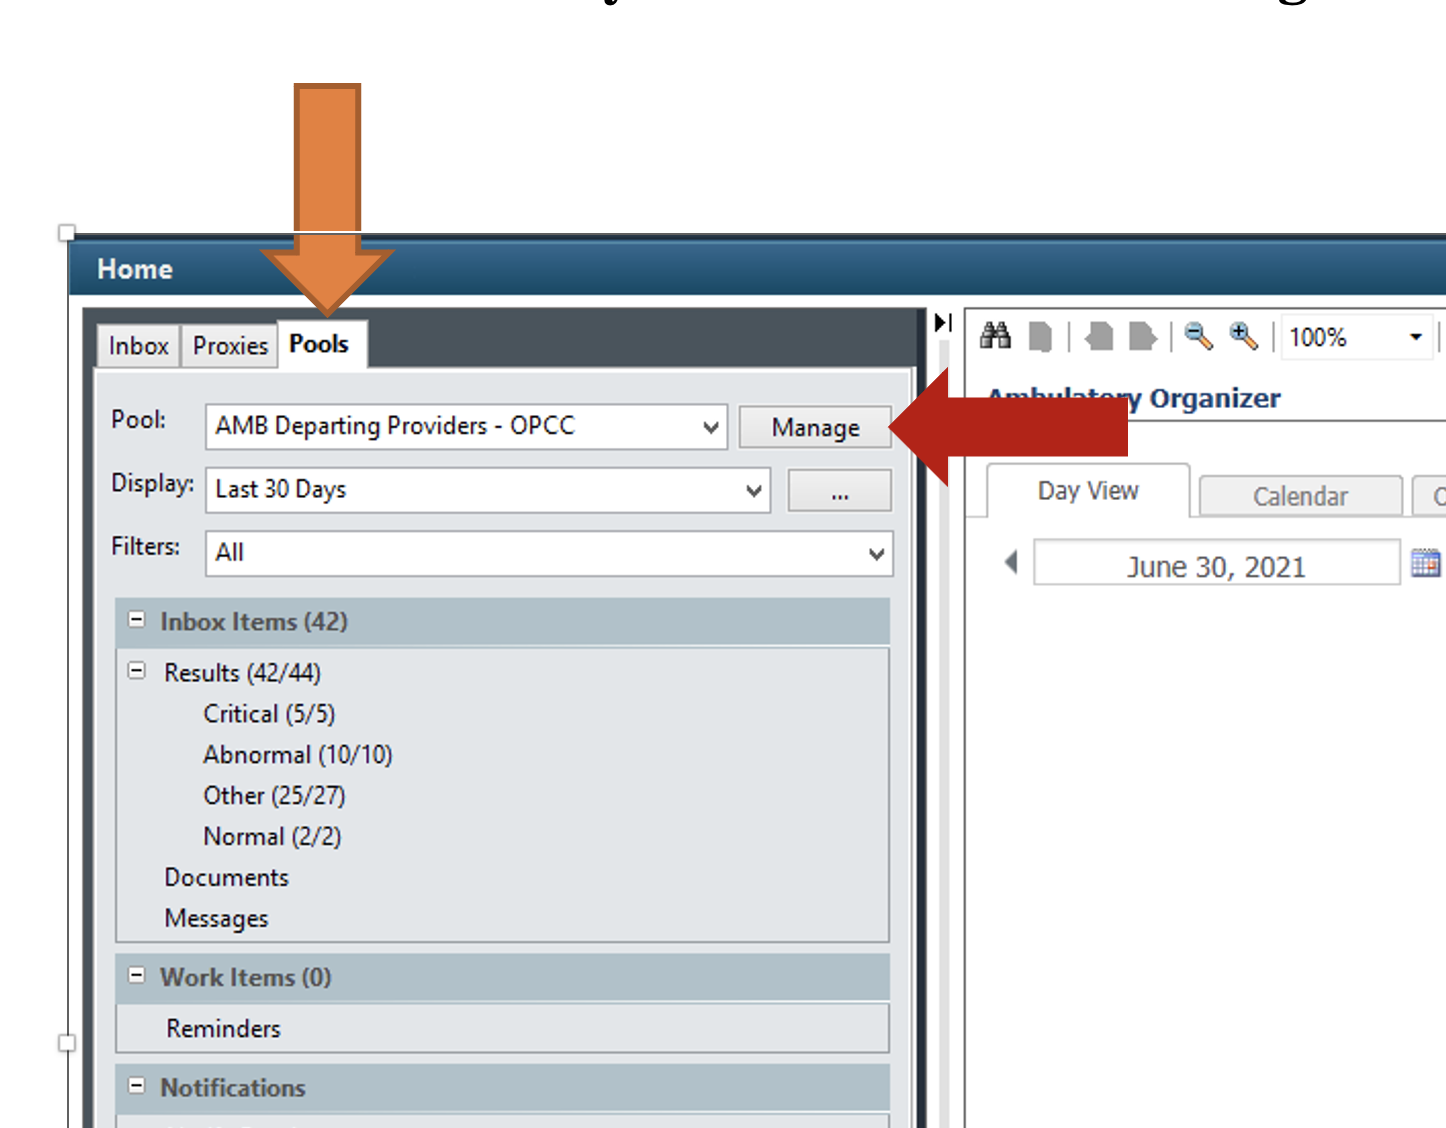 Home
Inbox Proxies Pools
Pool: AMB Departing Providers - OPCC Manage
Display: Last 30 Days ...
Filters: All
Inbox Items (42)
Results (42/44)
Critical (5/5)
Abnormal (10/10)
Other (25/27)
Normal (2/2)
Documents
Messages
Work Items (0)
Reminders
Notifications
100%
Ambulatory Organizer
Day View Calendar
June 30, 2021